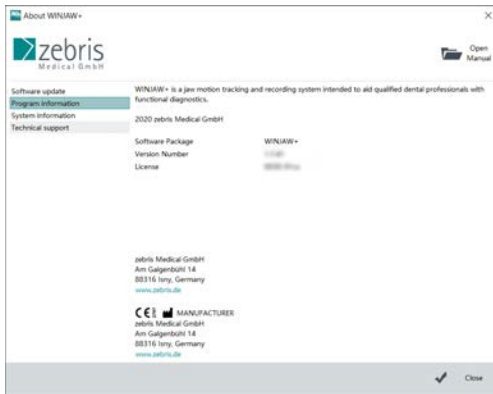 About WINJAW+
zebris
Medical GmbH
Open
Manual
Software update
Program information
System information
Technical support
WINJAW+ is a jaw motion tracking and recording system intended to aid qualified dental professionals with
functional diagnostics.
2020 zebris Medical GmbH
Software Package WINJAW+
Version Number
License
zebris Medical GmbH
Am Galgenbühl 14
88316 Isny, Germany
www.zebris.de
CE MANUFACTURER
zebris Medical GmbH
Am Galgenbühl 14
88316 Isny, Germany
www.zebris.de
Close